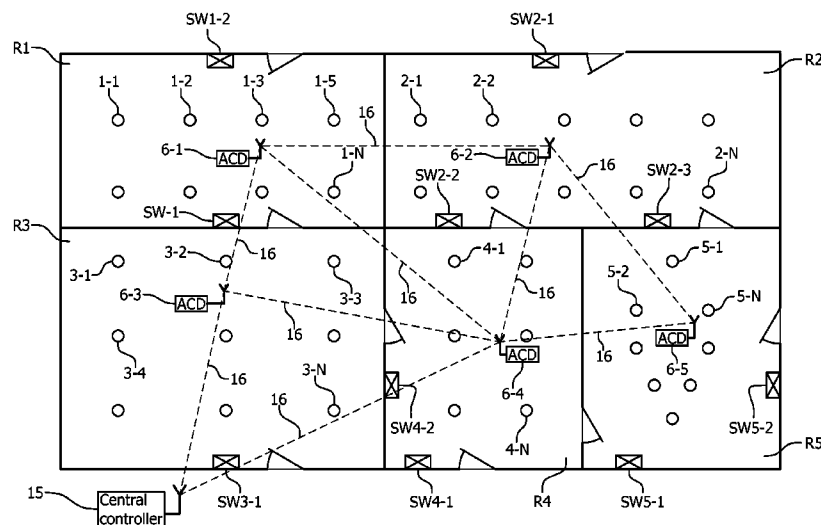 SW1-2
SW2-1
R1
R2
1-1
1-2
1-3
1-5
2-1
2-2
16
6-1
ACD
1-N
6-2
ACD
16
2-N
SW2-2
SW2-3
SW-1
R3
16
3-1
3-2
4-1
5-1
5-2
16
16
3-3
5-N
6-3
ACD
16
16
ACD
6-4
ACD
6-5
3-4
16
3-N
16
SW4-2
4-N
SW5-2
R5
15
Central
controller
SW3-1
SW4-1
R4
SW5-1